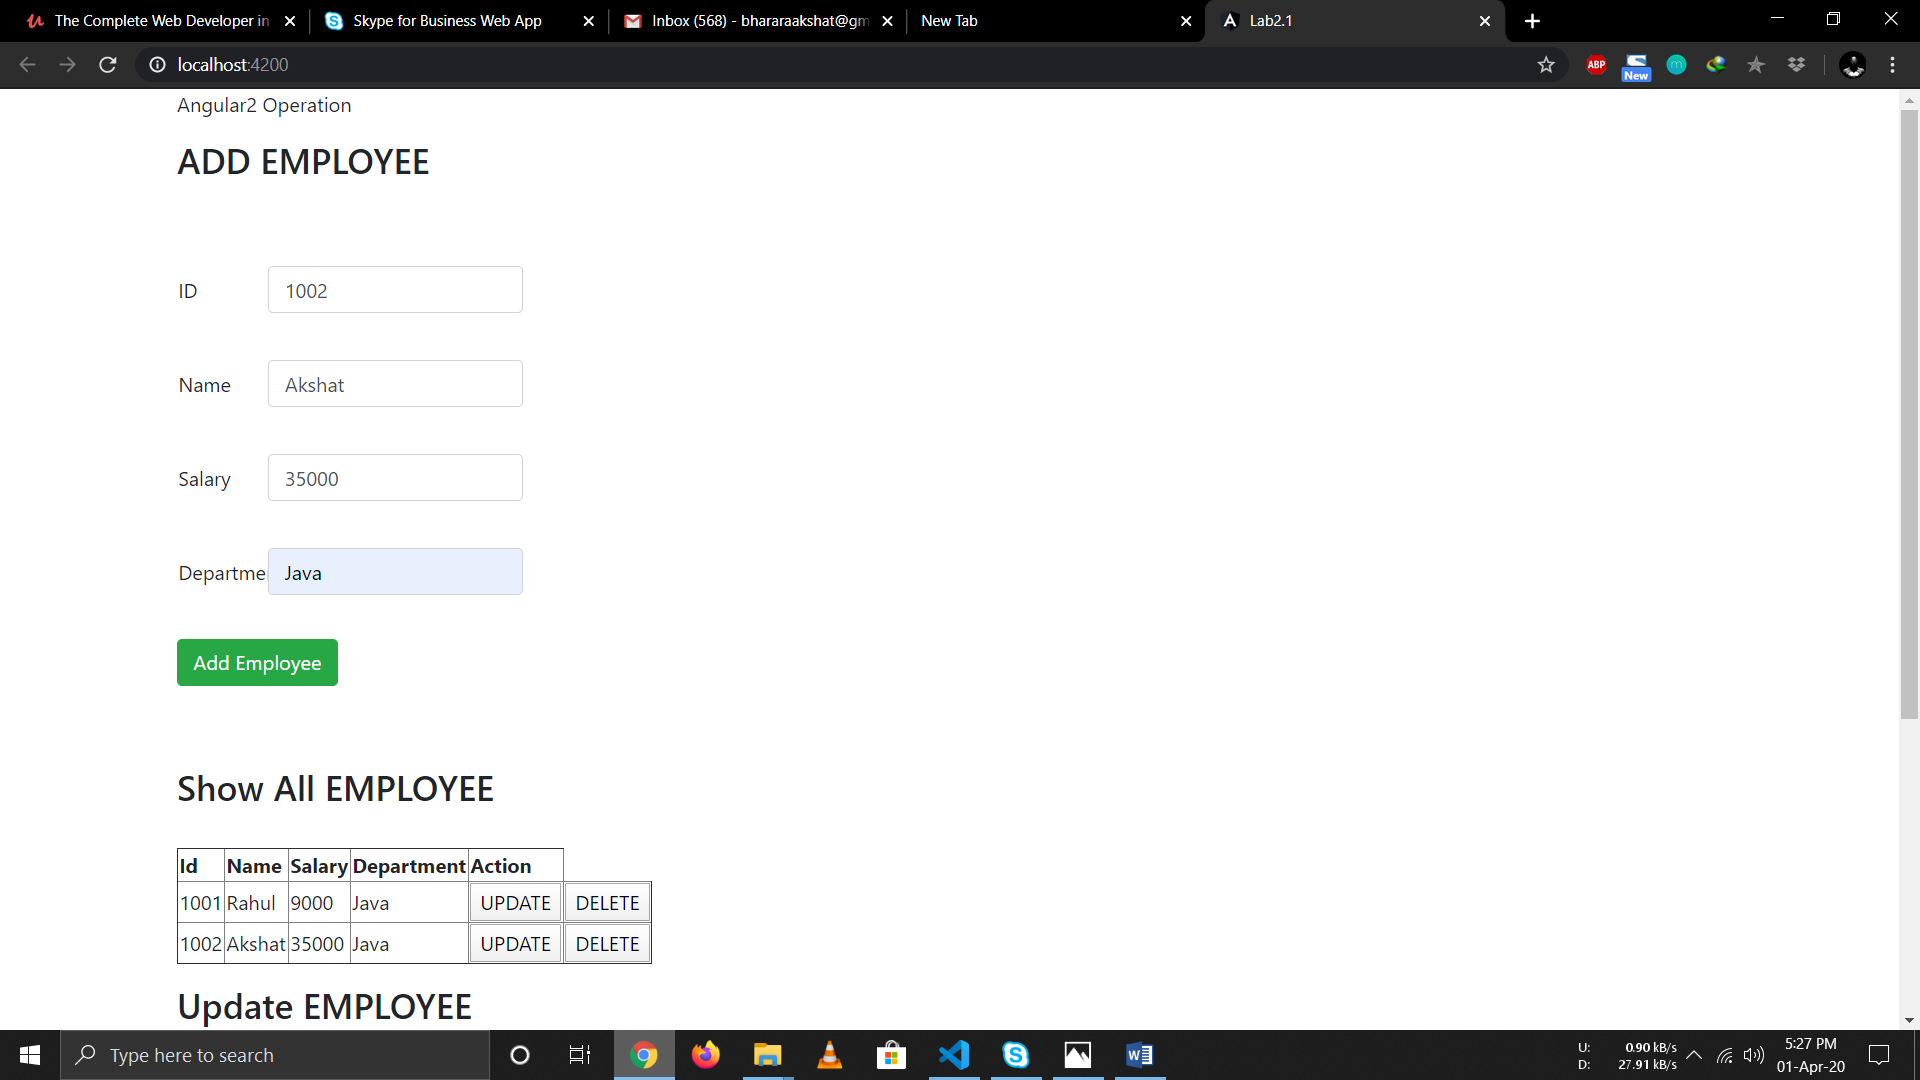 The Complete Web Developer in
Skype for Business Web App
Inbox (568) - bhararaakshat@gm
New Tab
Lab2.1
localhost:4200
ABP
New
m
Angular2 Operation
ADD EMPLOYEE
ID 1002
Name Akshat
Salary 35000
Departmen Java
Add Employee
Show All EMPLOYEE
Id Name Salary Department Action
1001 Rahul 9000 Java UPDATE DELETE
1002 Akshat 35000 Java UPDATE DELETE
Update EMPLOYEE
Type here to search
U: 0.90 kB/s
D: 27.91 kB/s
5:27 PM
01-Apr-20